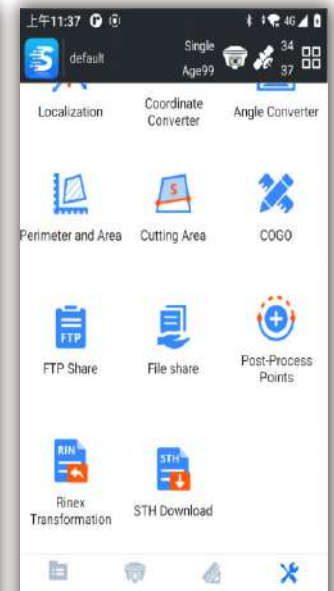 上午11:37
46
default
Single
34
Age99
37
Localization
Coordinate
Converter
Angle Converter
Perimeter and Area
S
Cutting Area
COGO
FTP
FTP Share
File share
Post-Process
Points
RIN
Rinex
Transformation
STH
STH Download